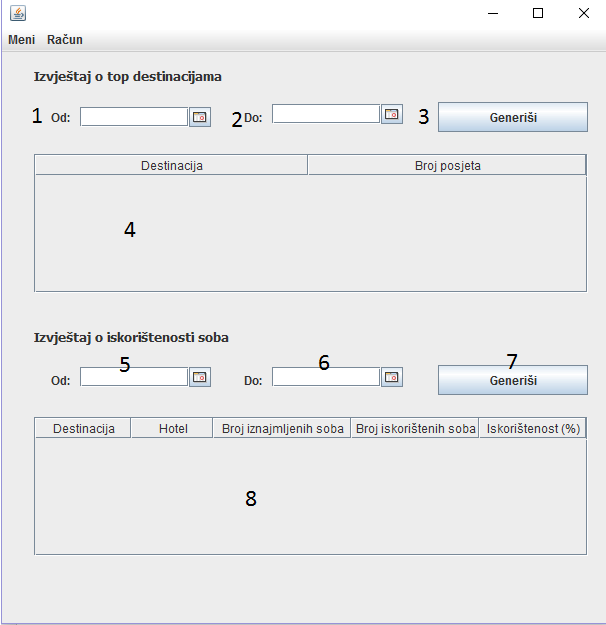 Meni Račun
Izvještaj o top destinacijama
1 Od: 2 Do: 3 Generiši
Destinacija Broj posjeta
4
Izvještaj o iskorištenosti soba
5 6 7
Od: Do: Generiši
Destinacija Hotel Broj iznajmljenih soba Broj iskorištenih soba Iskorištenost (%)
8